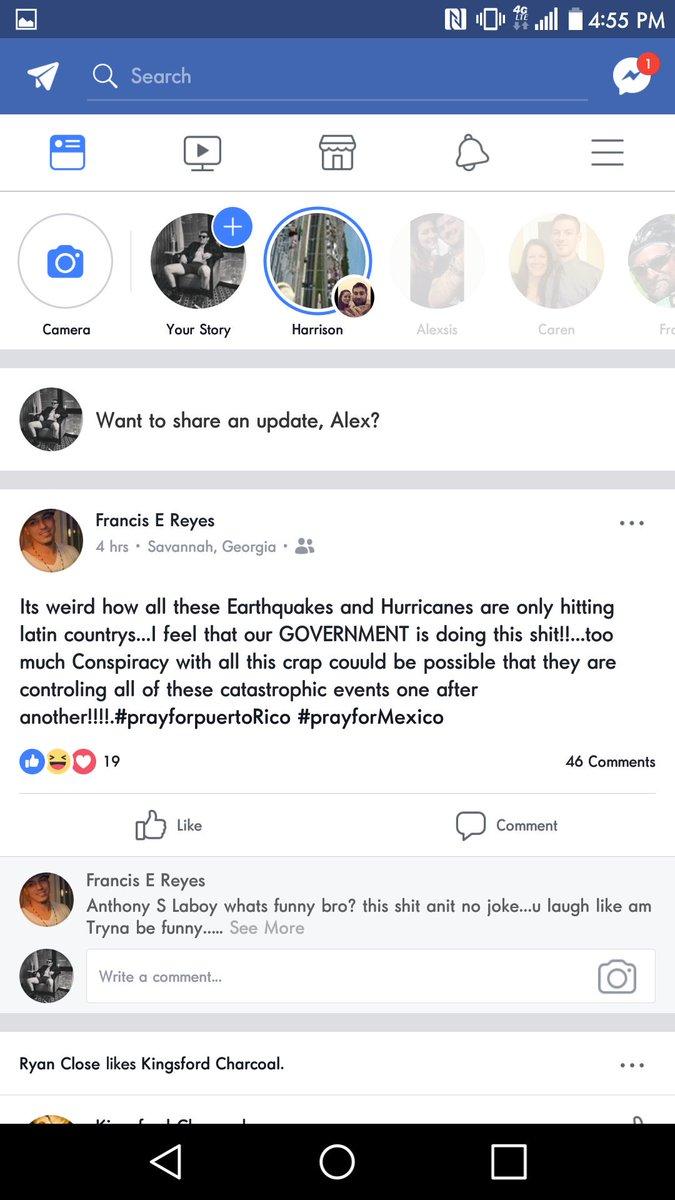 4G LTE 4:55 PM
Search
1
Camera
Your Story
Harrison
Alexsis
Caren
Fr
Want to share an update, Alex?
Francis E Reyes
4 hrs • Savannah, Georgia •
Its weird how all these Earthquakes and Hurricanes are only hitting
latin countrys...I feel that our GOVERNMENT is doing this shit!!...too
much Conspiracy with all this crap couuld be possible that they are
controling all of these catastrophic events one after
another!!!!.#prayforpuertoRico #prayforMexico
19
46 Comments
Like
Comment
Francis E Reyes
Anthony S Laboy whats funny bro? this shit anit no joke...u laugh like am
Tryna be funny..... See More
Write a comment...
Ryan Close likes Kingsford Charcoal.